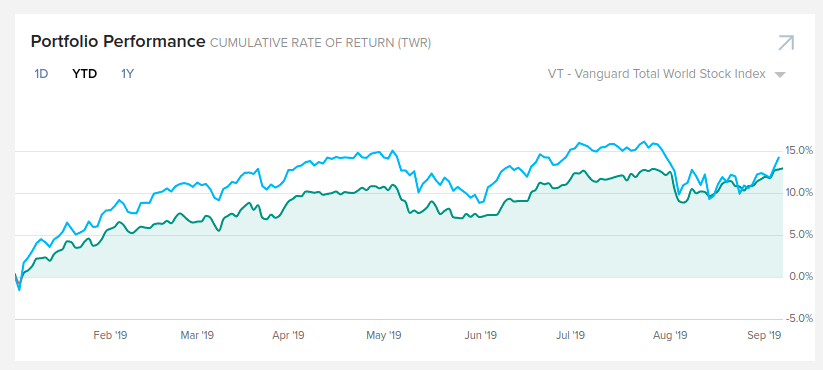 Portfolio Performance CUMULATIVE RATE OF RETURN (TWR)
1D YTD 1Y VT - Vanguard Total World Stock Index
15.0%
10.0%
5.0%
0.0%
-5.0%
Feb '19 Mar '19 Apr '19 May '19 Jun '19 Jul '19 Aug '19 Sep '19